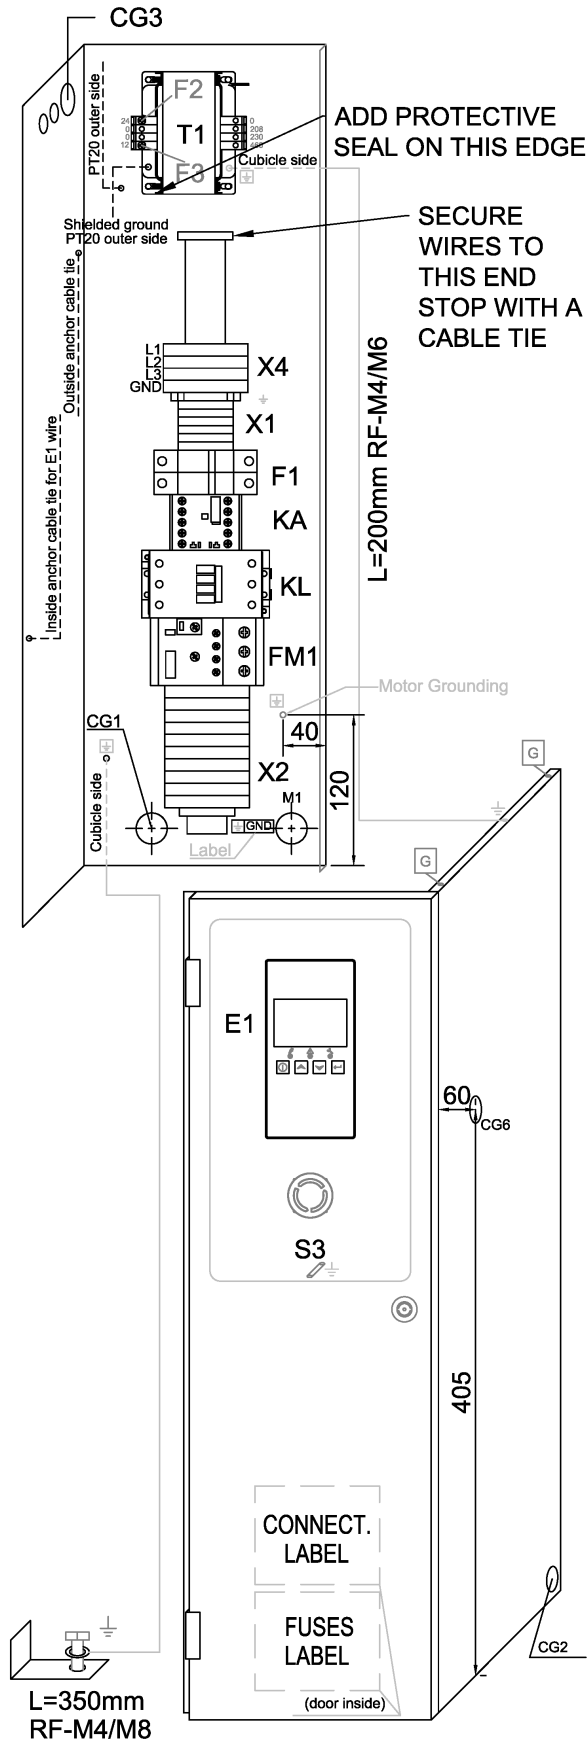 CG3
PT20 outer side
F2
24
0
0
12
T1
0
208
230
F3
Cubicle side
ADD PROTECTIVE
SEAL ON THIS EDGE
Shielded ground
PT20 outer side
SECURE
WIRES TO
THIS END
STOP WITH A
CABLE TIE
Outside anchor cable tie
L1
L2
L3
GND
X4
X1
L=200mm RF-M4/M6
F1
KA
Inside anchor cable tie for E1 wire
KL
FM1
Motor Grounding
CG1
40
X2
120
Cubicle side
M1
GND
Label
G
G
E1
60
CG6
S3
405
CONNECT.
LABEL
FUSES
LABEL
(door inside)
CG2
L=350mm
RF-M4/M8